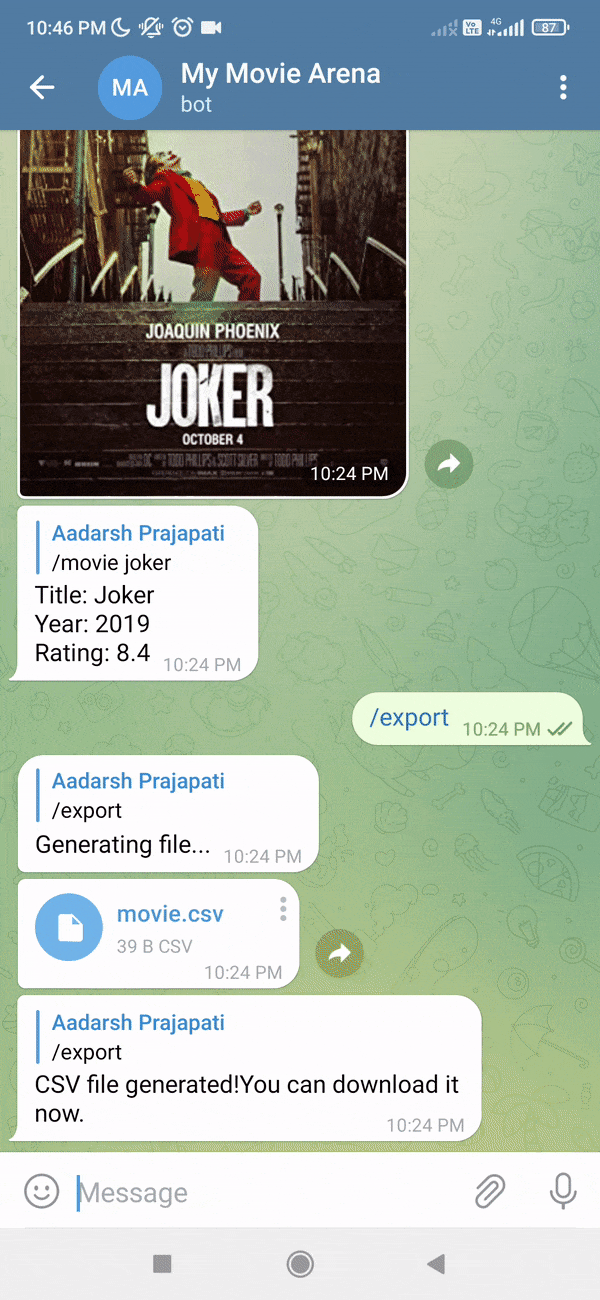 10:46 PM
Vo LTE
4G
87
MA
My Movie Arena
bot
JOAQUIN PHOENIX
JOKER
OCTOBER 4
10:24 PM
Aadarsh Prajapati
/movie joker
Title: Joker
Year: 2019
Rating: 8.4
10:24 PM
/export
10:24 PM
Aadarsh Prajapati
/export
Generating file...
10:24 PM
movie.csv
39 B CSV
10:24 PM
Aadarsh Prajapati
/export
CSV file generated!You can download it
now.
10:24 PM
Message